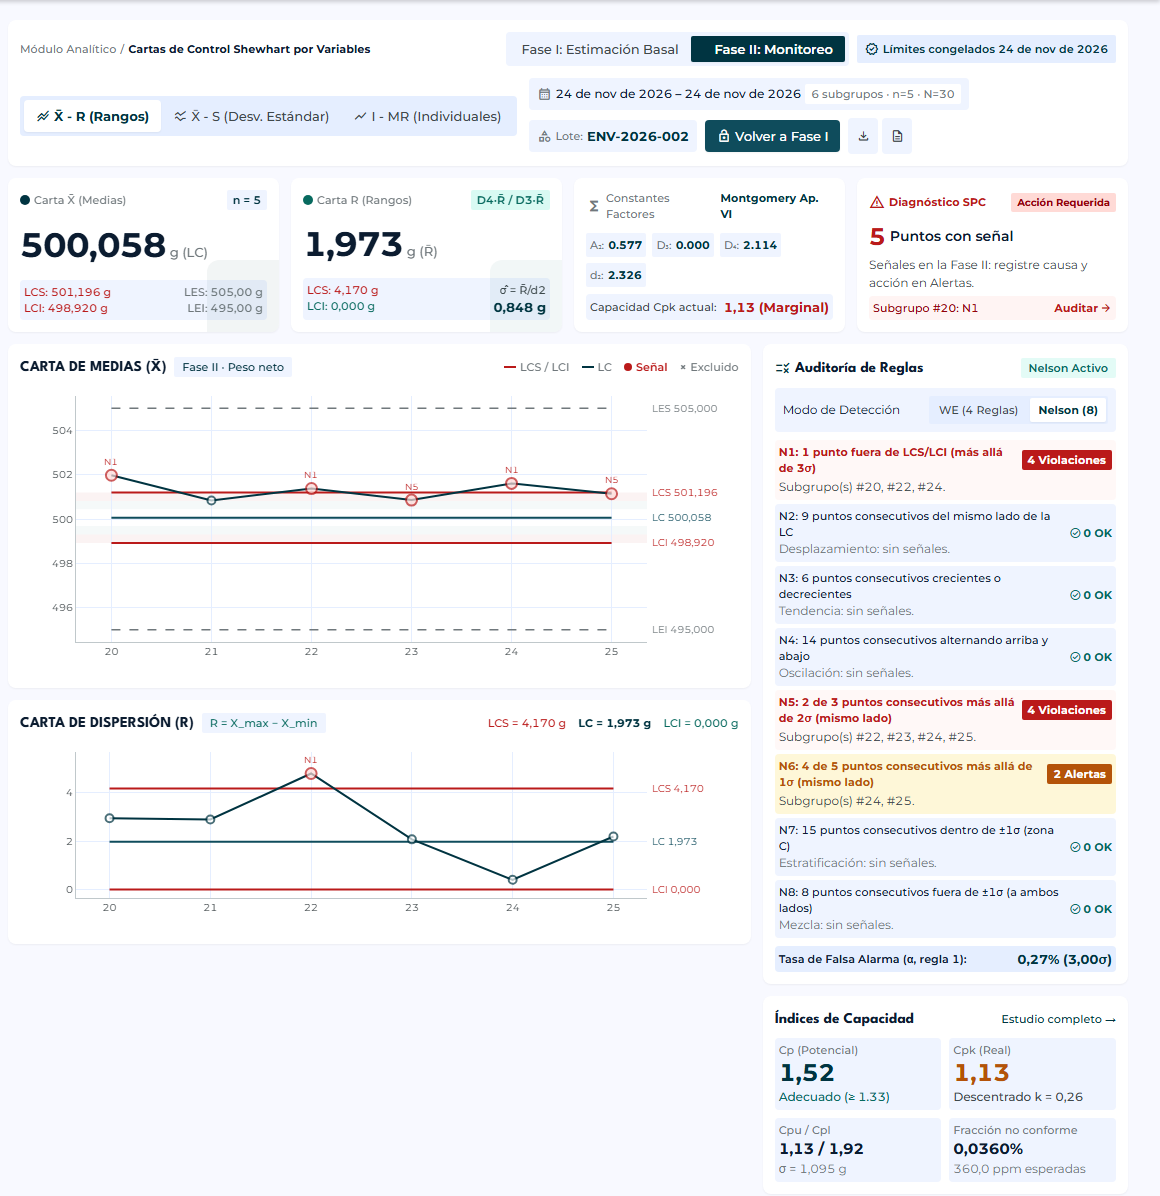 Módulo Analítico / Cartas de Control Shewhart por Variables
Fase I: Estimación Basal
Fase II: Monitoreo
Límites congelados 24 de nov de 2026
X̄ - R (Rangos)
X̄ - S (Desv. Estándar)
I - MR (Individuales)
24 de nov de 2026 – 24 de nov de 2026
6 subgrupos · n=5 · N=30
Lote: ENV-2026-002
Volver a Fase I
Carta X̄ (Medias)
n = 5
500,058 g (LC)
LCS: 501,196 g
LES: 505,00 g
LCI: 498,920 g
LEI: 495,00 g
Carta R (Rangos)
D4·R̄ / D3·R̄
1,973 g (R̄)
LCS: 4,170 g
σ̂ = R̄/d2
LCI: 0,000 g
0,848 g
Σ
Constantes
Factores
Montgomery Ap.
VI
A₂: 0.577
D₃: 0.000
D₄: 2.114
d₂: 2.326
Capacidad Cpk actual: 1,13 (Marginal)
Diagnóstico SPC
Acción Requerida
5 Puntos con señal
Señales en la Fase II: registre causa y
acción en Alertas.
Subgrupo #20: N1
Auditar →
CARTA DE MEDIAS (X̄)
Fase II · Peso neto
LCS / LCI
LC
Señal
× Excluido
504
502
500
498
496
N1
N1
N5
N1
N5
LES 505,000
LCS 501,196
LC 500,058
LCI 498,920
LEI 495,000
20
21
22
23
24
25
CARTA DE DISPERSIÓN (R)
R = X_max − X_min
LCS = 4,170 g
LC = 1,973 g
LCI = 0,000 g
4
2
0
N1
LCS 4,170
LC 1,973
LCI 0,000
20
21
22
23
24
25
Auditoría de Reglas
Nelson Activo
Modo de Detección
WE (4 Reglas)
Nelson (8)
N1: 1 punto fuera de LCS/LCI (más allá
de 3σ)
4 Violaciones
Subgrupo(s) #20, #22, #24.
N2: 9 puntos consecutivos del mismo lado de la
LC
0 OK
Desplazamiento: sin señales.
N3: 6 puntos consecutivos crecientes o
decrecientes
0 OK
Tendencia: sin señales.
N4: 14 puntos consecutivos alternando arriba y
abajo
0 OK
Oscilación: sin señales.
N5: 2 de 3 puntos consecutivos más allá
de 2σ (mismo lado)
4 Violaciones
Subgrupo(s) #22, #23, #24, #25.
N6: 4 de 5 puntos consecutivos más allá de
1σ (mismo lado)
2 Alertas
Subgrupo(s) #24, #25.
N7: 15 puntos consecutivos dentro de ±1σ (zona
C)
0 OK
Estratificación: sin señales.
N8: 8 puntos consecutivos fuera de ±1σ (a ambos
lados)
0 OK
Mezcla: sin señales.
Tasa de Falsa Alarma (α, regla 1):
0,27% (3,00σ)
Índices de Capacidad
Estudio completo →
Cp (Potencial)
1,52
Adecuado (≥ 1.33)
Cpk (Real)
1,13
Descentrado k = 0,26
Cpu / Cpl
1,13 / 1,92
σ = 1,095 g
Fracción no conforme
0,0360%
360,0 ppm esperadas